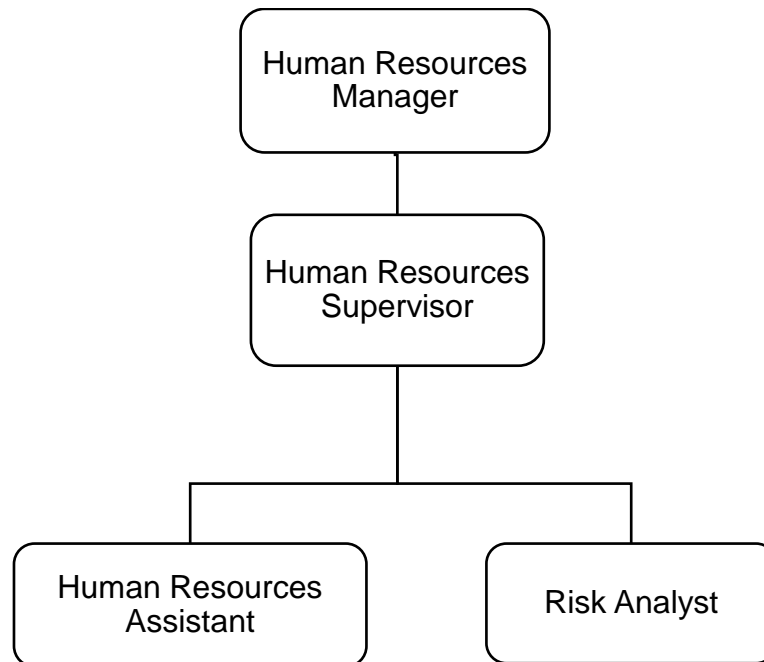 Human Resources
Manager
Human Resources
Supervisor
Human Resources
Assistant
Risk Analyst